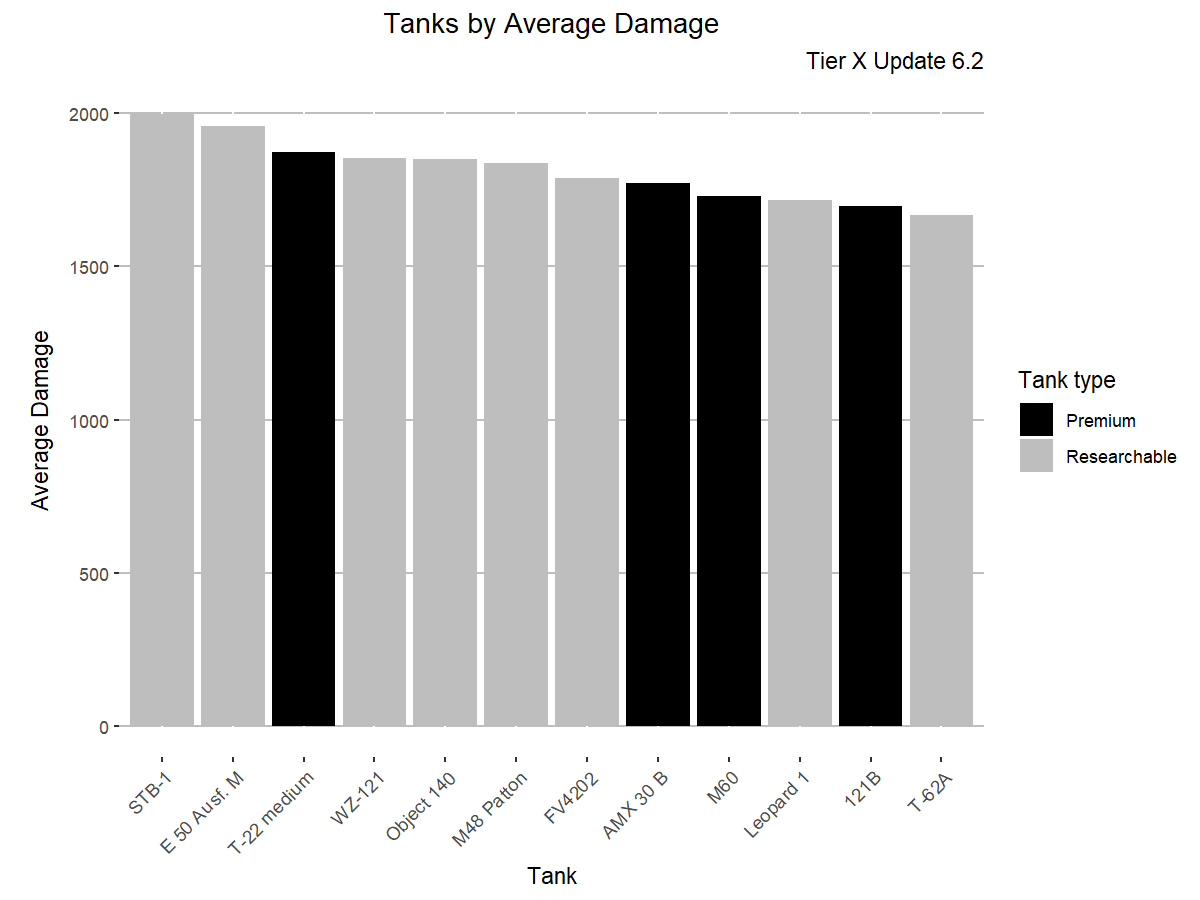 Tanks by Average Damage
Tier X Update 6.2
Average Damage
2000
1500
1000
500
0
STB-1
E 50 Ausf. M
T-22 medium
WZ-121
Object 140
M48 Patton
FV4202
AMX 30 B
M60
Leopard 1
121B
T-62A
Tank
Tank type
Premium
Researchable